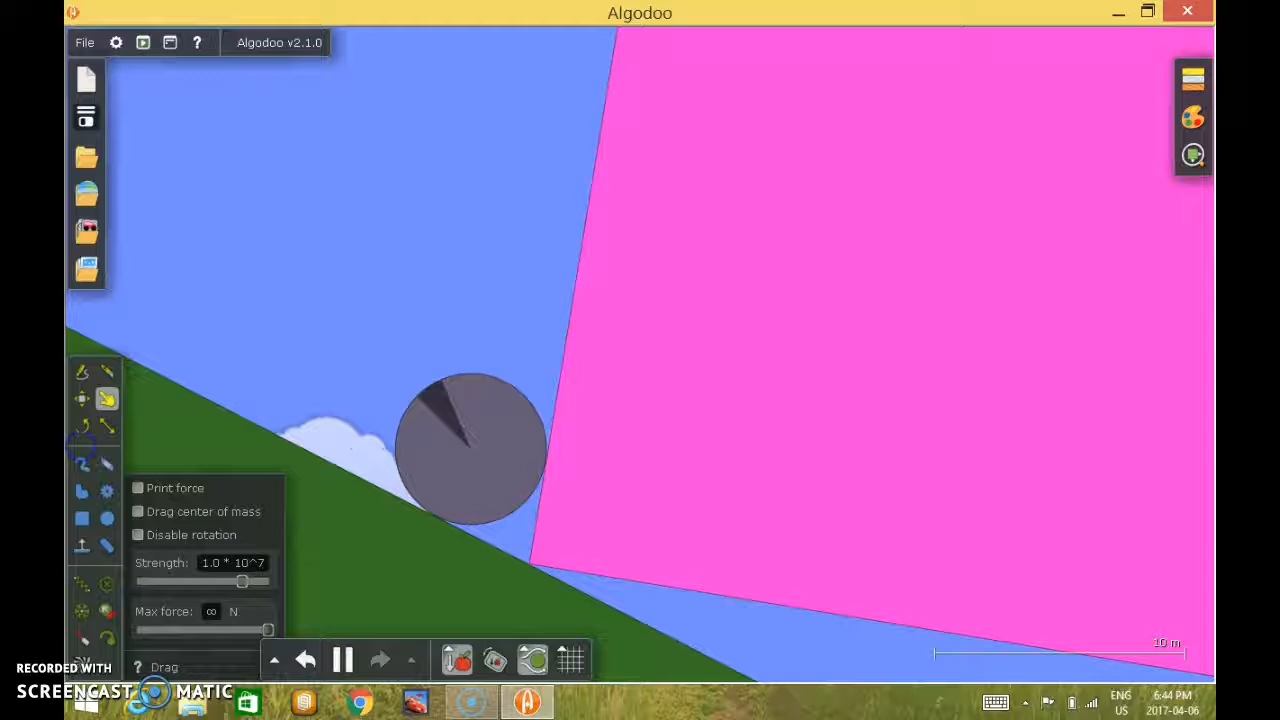 Algodoo
File
?
Algodoo v2.1.0
Print force
Drag center of mass
Disable rotation
Strength: 1.0 * 10^7
Max force: ∞ N
? Drag
10 m
RECORDED WITH
SCREENCAST MATIC
ENG
US
6:44 PM
2017-04-06